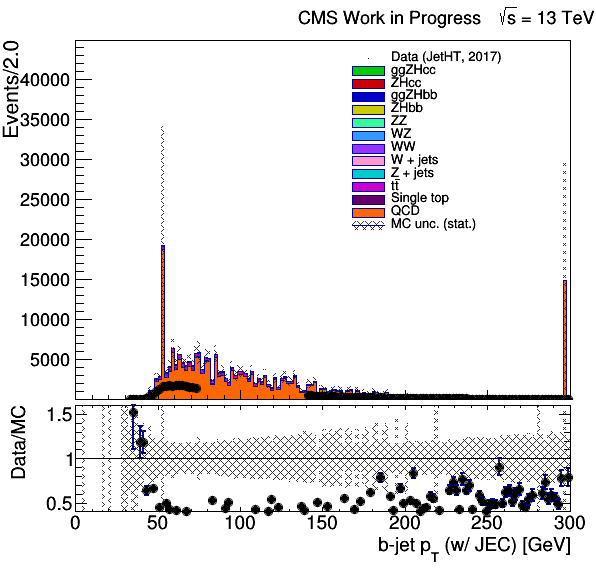 CMS Work in Progress √s = 13 TeV
Events/2.0
40000
35000
30000
25000
20000
15000
10000
5000
Data (JetHT, 2017)
ggZHcc
ZHcc
ggZHbb
ZHbb
ZZ
WZ
WW
W + jets
Z + jets
tt̄
Single top
QCD
MC unc. (stat.)
Data/MC
1.5
1
0.5
0 50 100 150 200 250 300
b-jet p_T (w/ JEC) [GeV]